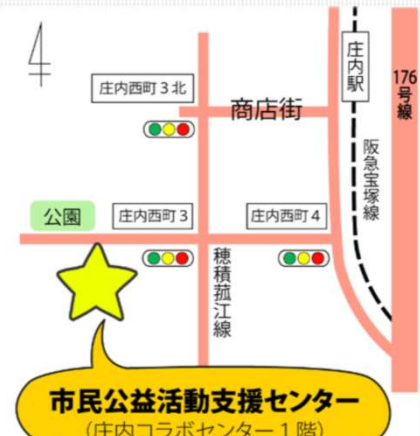 庄内駅
176号線
庄内西町3北
商店街
阪急宝塚線
公園
庄内西町3
庄内西町4
穂積菰江線
市民公益活動支援センター
(庄内コラボセンター1階)